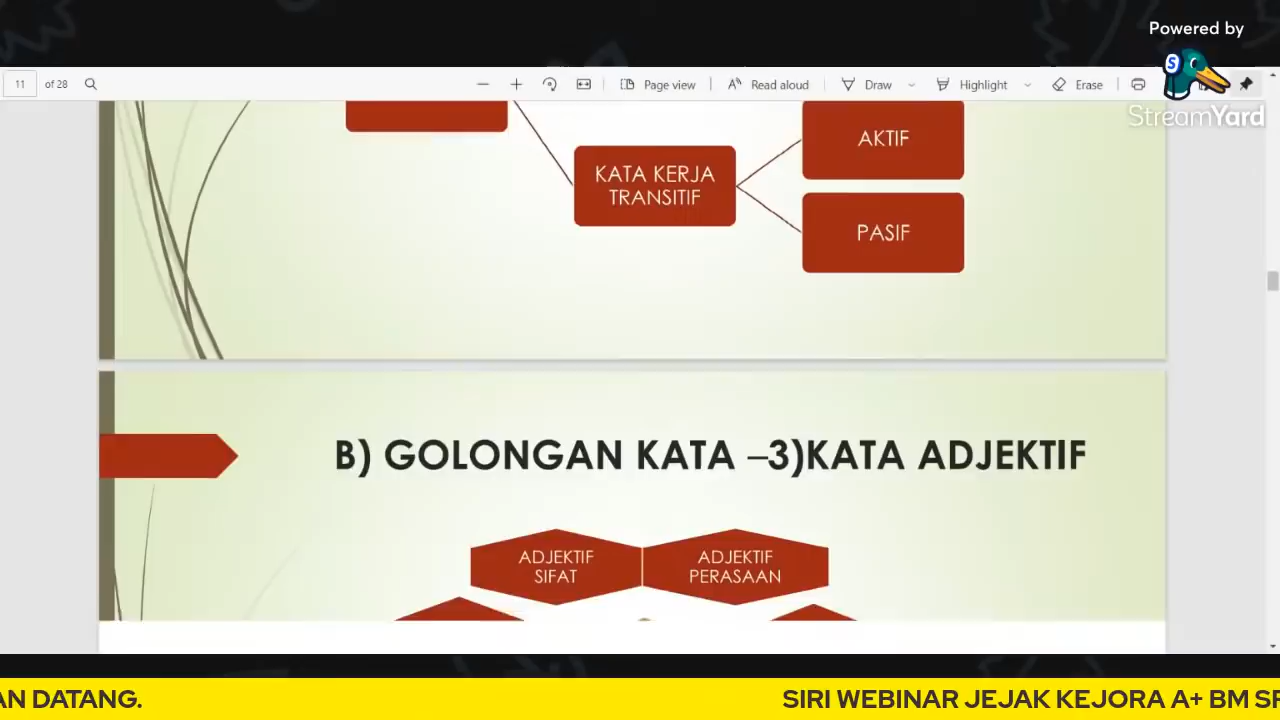 Powered by
StreamYard
11 of 28
Page view
Read aloud
Draw
Highlight
Erase
AKTIF
KATA KERJA
TRANSITIF
PASIF
B) GOLONGAN KATA –3)KATA ADJEKTIF
ADJEKTIF
SIFAT
ADJEKTIF
PERASAAN
AN DATANG.
SIRI WEBINAR JEJAK KEJORA A+ BM SP